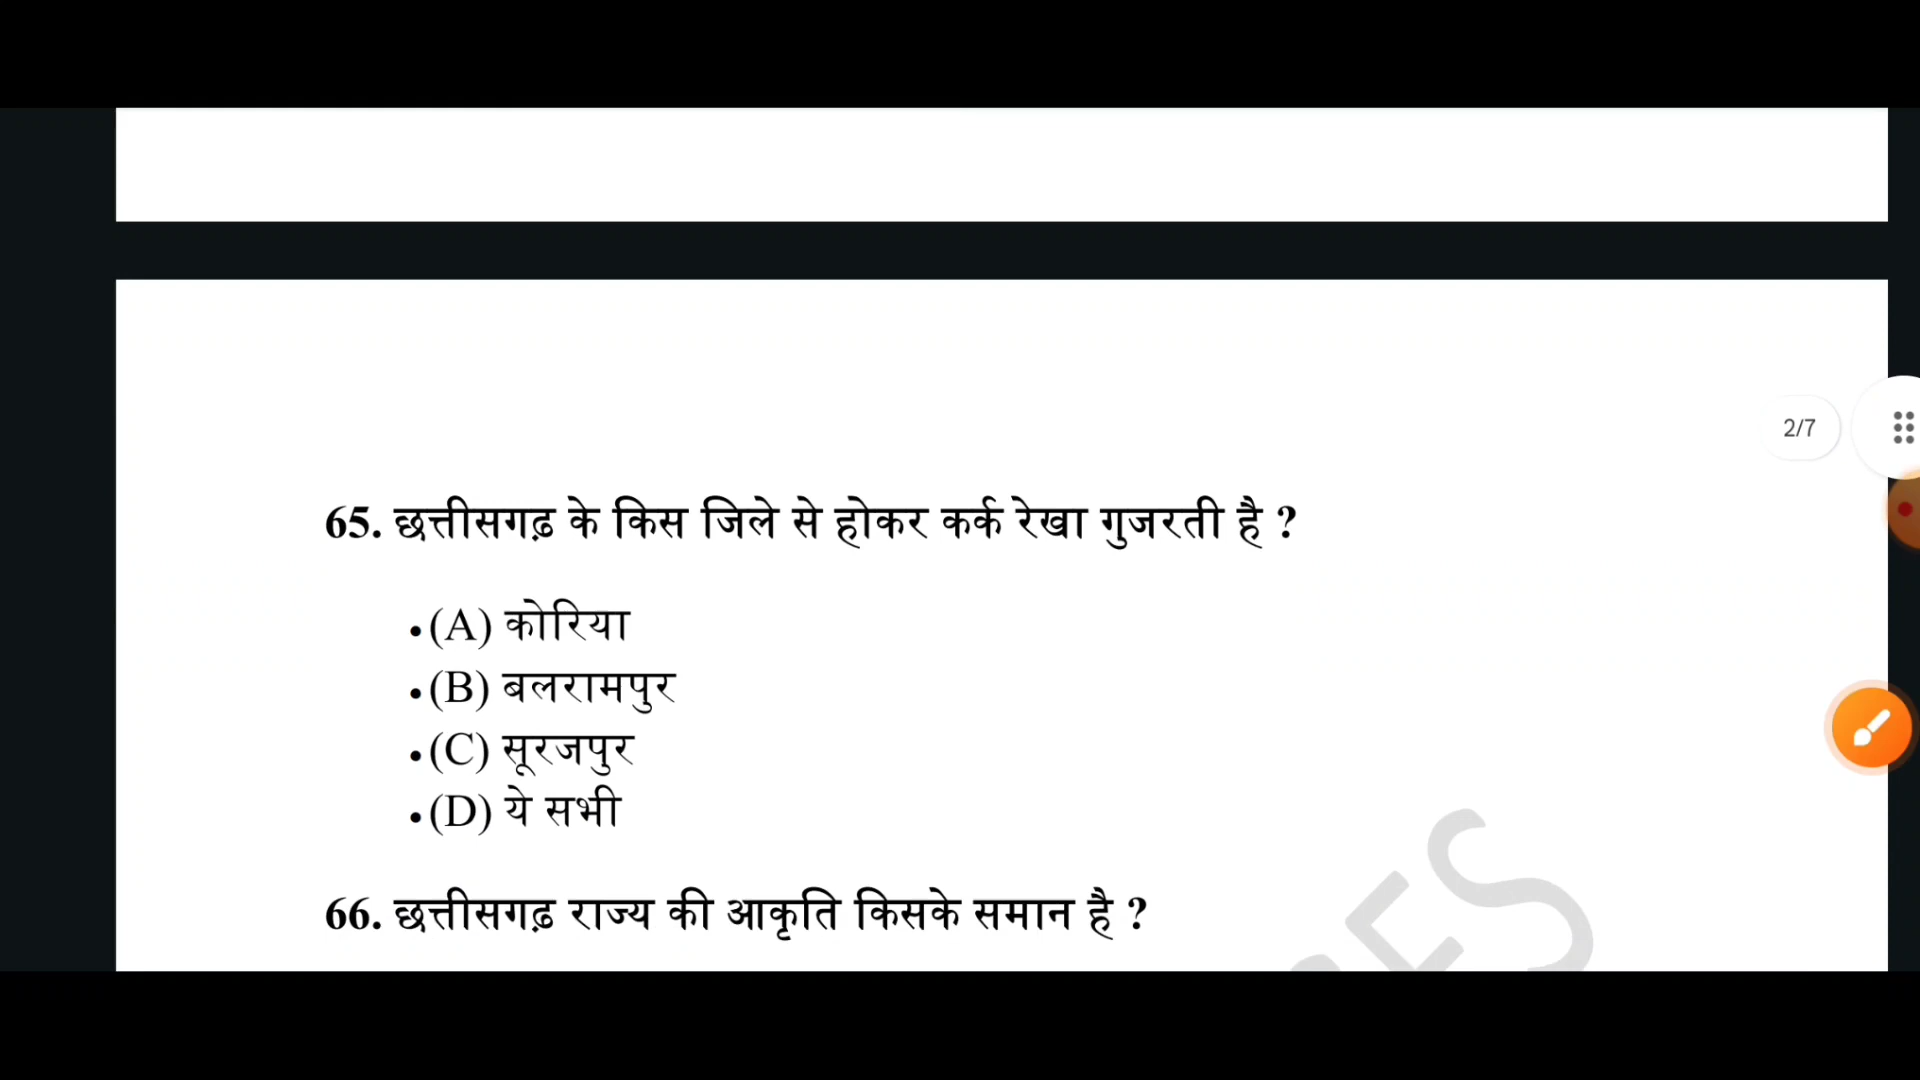 2/7
65. छत्तीसगढ़ के किस जिले से होकर कर्क रेखा गुजरती है ?
•(A) कोरिया
•(B) बलरामपुर
•(C) सूरजपुर
•(D) ये सभी
66. छत्तीसगढ़ राज्य की आकृति किसके समान है ?